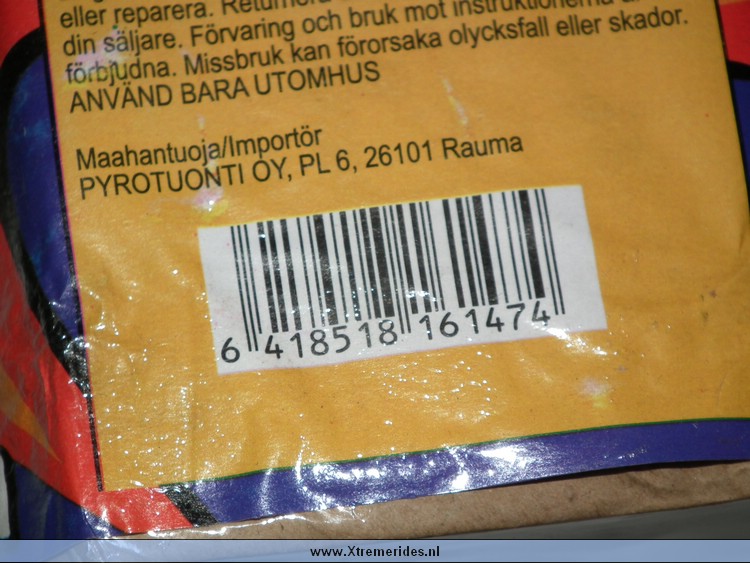 eller reparera. Returnera
din säljare. Förvaring och bruk mot instruktionerna
förbjudna. Missbruk kan förorsaka olycksfall eller skador.
ANVÄND BARA UTOMHUS
Maahantuoja/Importör
PYROTUONTI OY, PL 6, 26101 Rauma
6 418518 161474
www.Xtremerides.nl